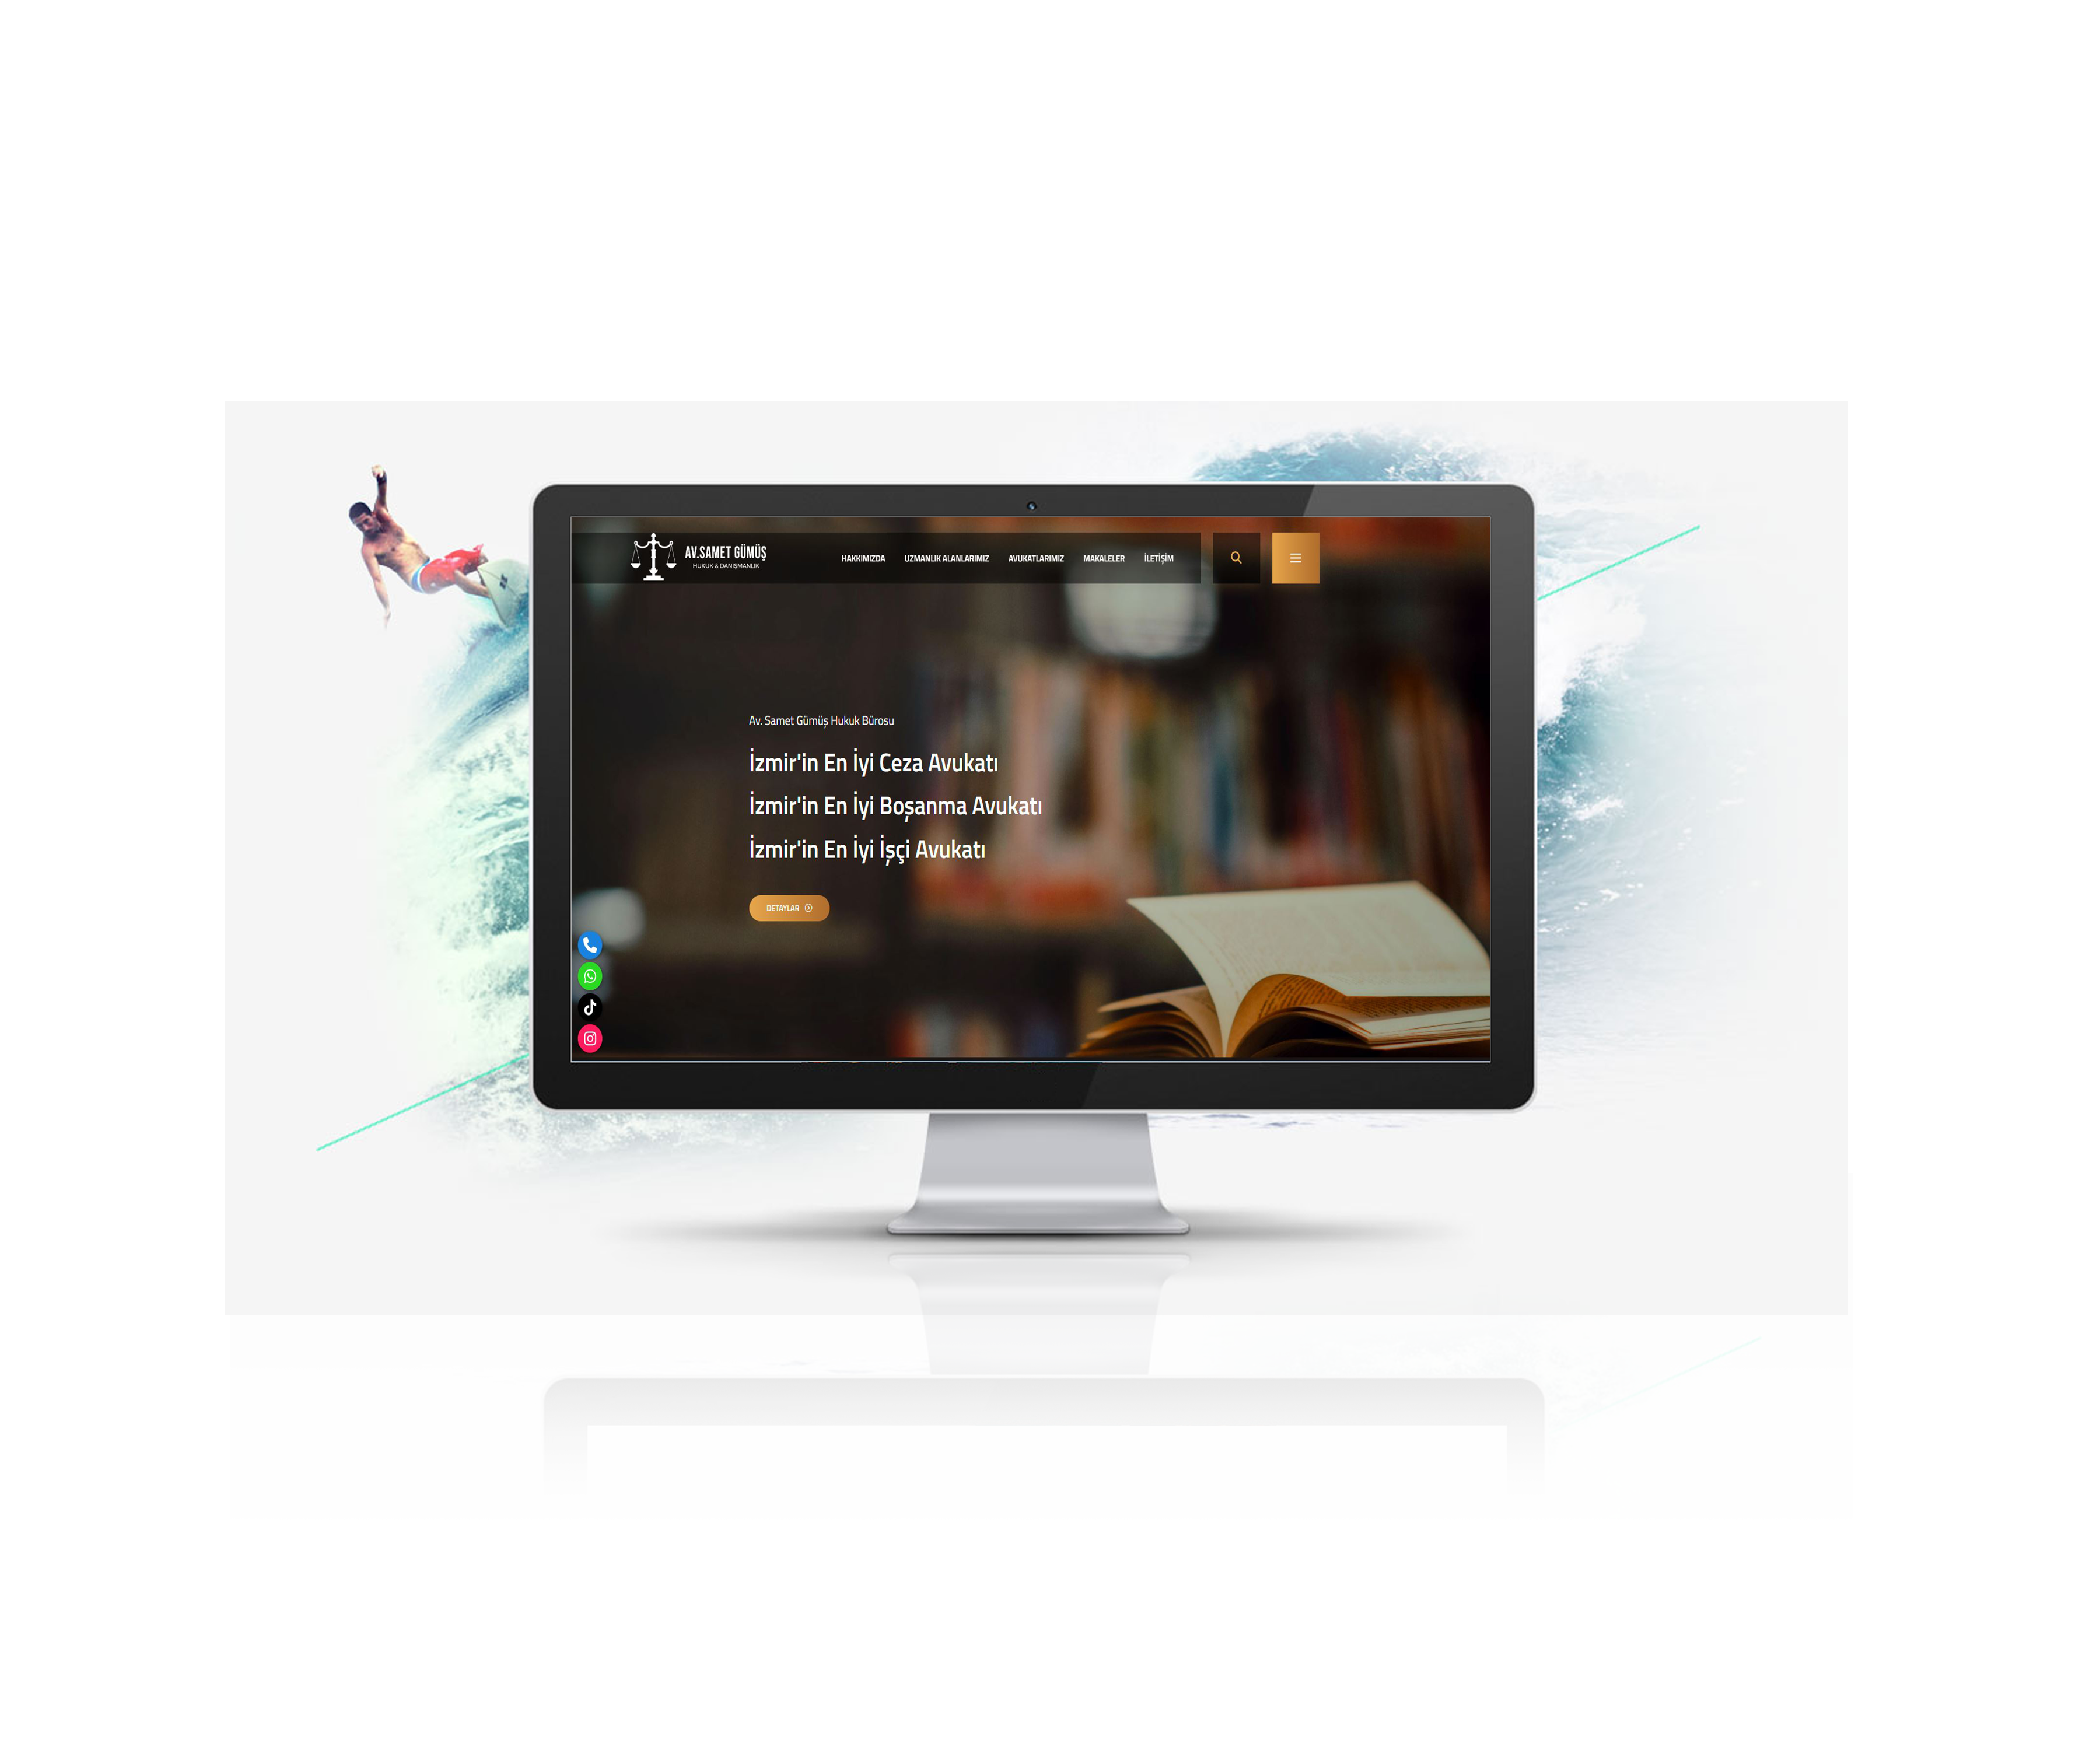 AV.SAMET GÜMÜŞ
HUKUK & DANIŞMANLIK
HAKKIMIZDA UZMANLIK ALANLARIMIZ AVUKATLARIMIZ MAKALELER İLETİŞİM
Av. Samet Gümüş Hukuk Bürosu
İzmir'in En İyi Ceza Avukatı
İzmir'in En İyi Boşanma Avukatı
İzmir'in En İyi İşçi Avukatı
DETAYLAR